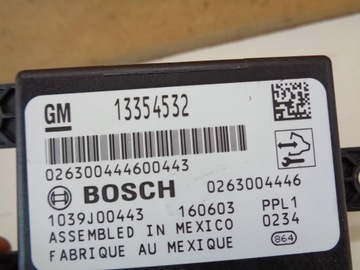 GM 13354532
026300444600443
BOSCH 0263004446
1039J00443 160603 PPL1
ASSEMBLED IN MEXICO 0234
FABRIQUE AU MEXIQUE 864